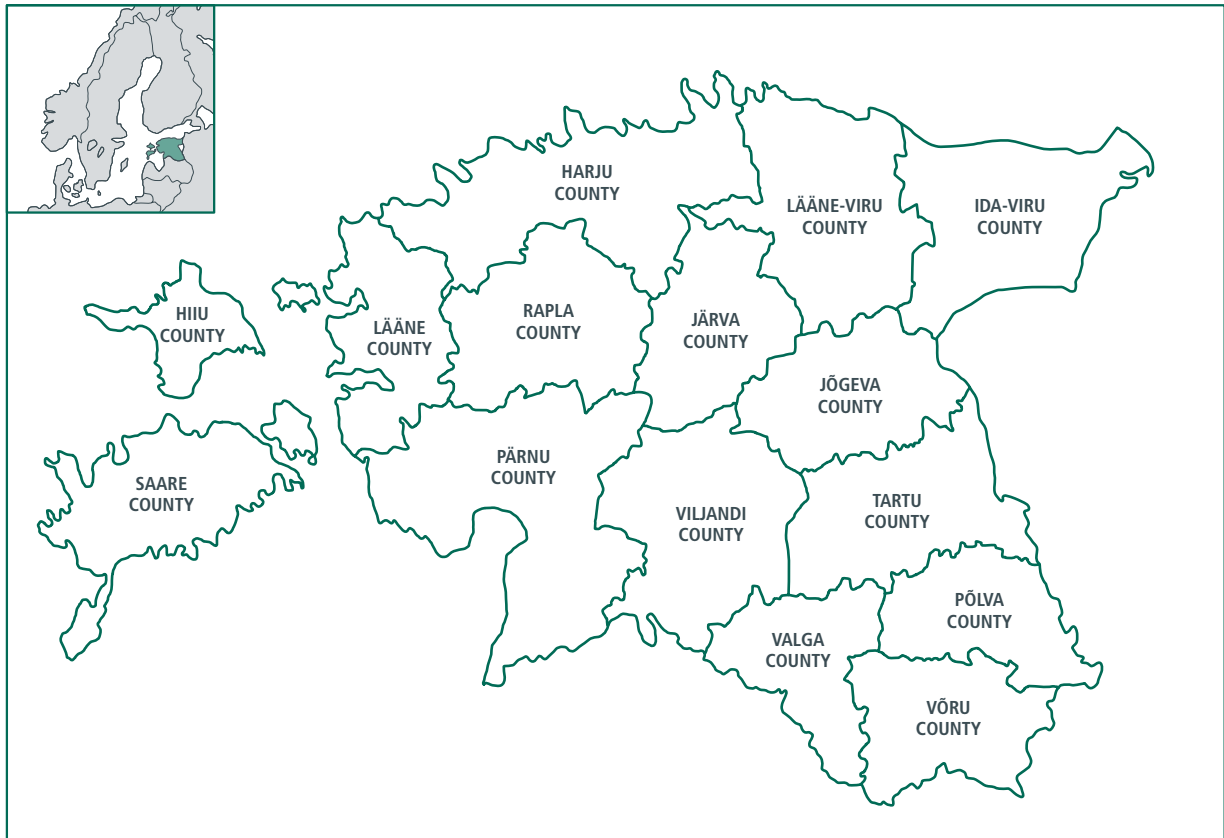 HARJU
COUNTY
LÄÄNE-VIRU
COUNTY
IDA-VIRU
COUNTY
HIIU
COUNTY
LÄÄNE
COUNTY
RAPLA
COUNTY
JÄRVA
COUNTY
JÕGEVA
COUNTY
SAARE
COUNTY
PÄRNU
COUNTY
VILJANDI
COUNTY
TARTU
COUNTY
PÕLVA
COUNTY
VALGA
COUNTY
VÕRU
COUNTY